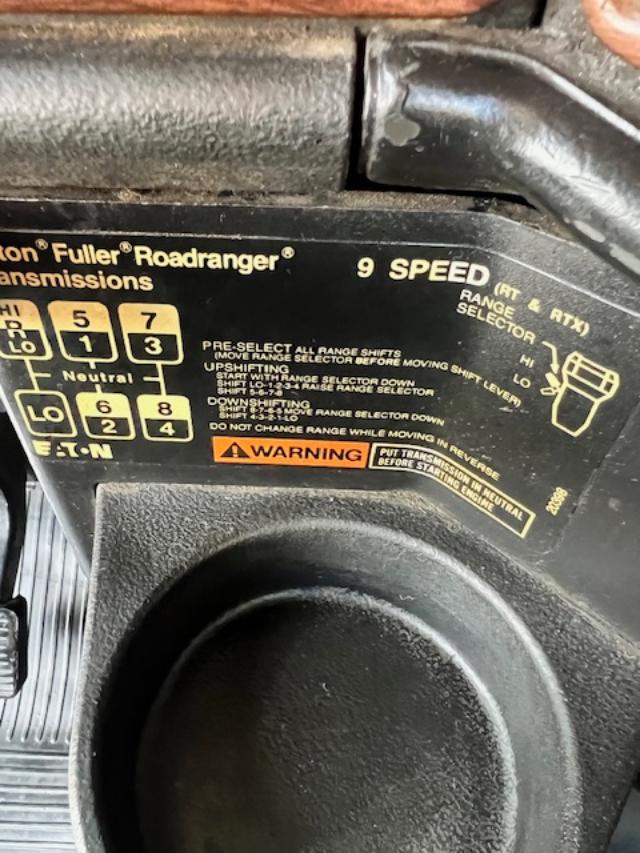 ton® Fuller® Roadranger®
ansmissions
9 SPEED (RT & RTX)
RANGE
SELECTOR
HI
LO
HI
R
LO
5
1
7
3
Neutral
LO
6
2
8
4
EAT•N
PRE-SELECT ALL RANGE SHIFTS
(MOVE RANGE SELECTOR BEFORE MOVING SHIFT LEVER)
UPSHIFTING
START WITH RANGE SELECTOR DOWN
SHIFT LO-1-2-3-4 RAISE RANGE SELECTOR
SHIFT 5-6-7-8
DOWNSHIFTING
SHIFT 8-7-6-5 MOVE RANGE SELECTOR DOWN
SHIFT 4-3-2-1-LO
DO NOT CHANGE RANGE WHILE MOVING IN REVERSE
WARNING
PUT TRANSMISSION IN NEUTRAL
BEFORE STARTING ENGINE
20398